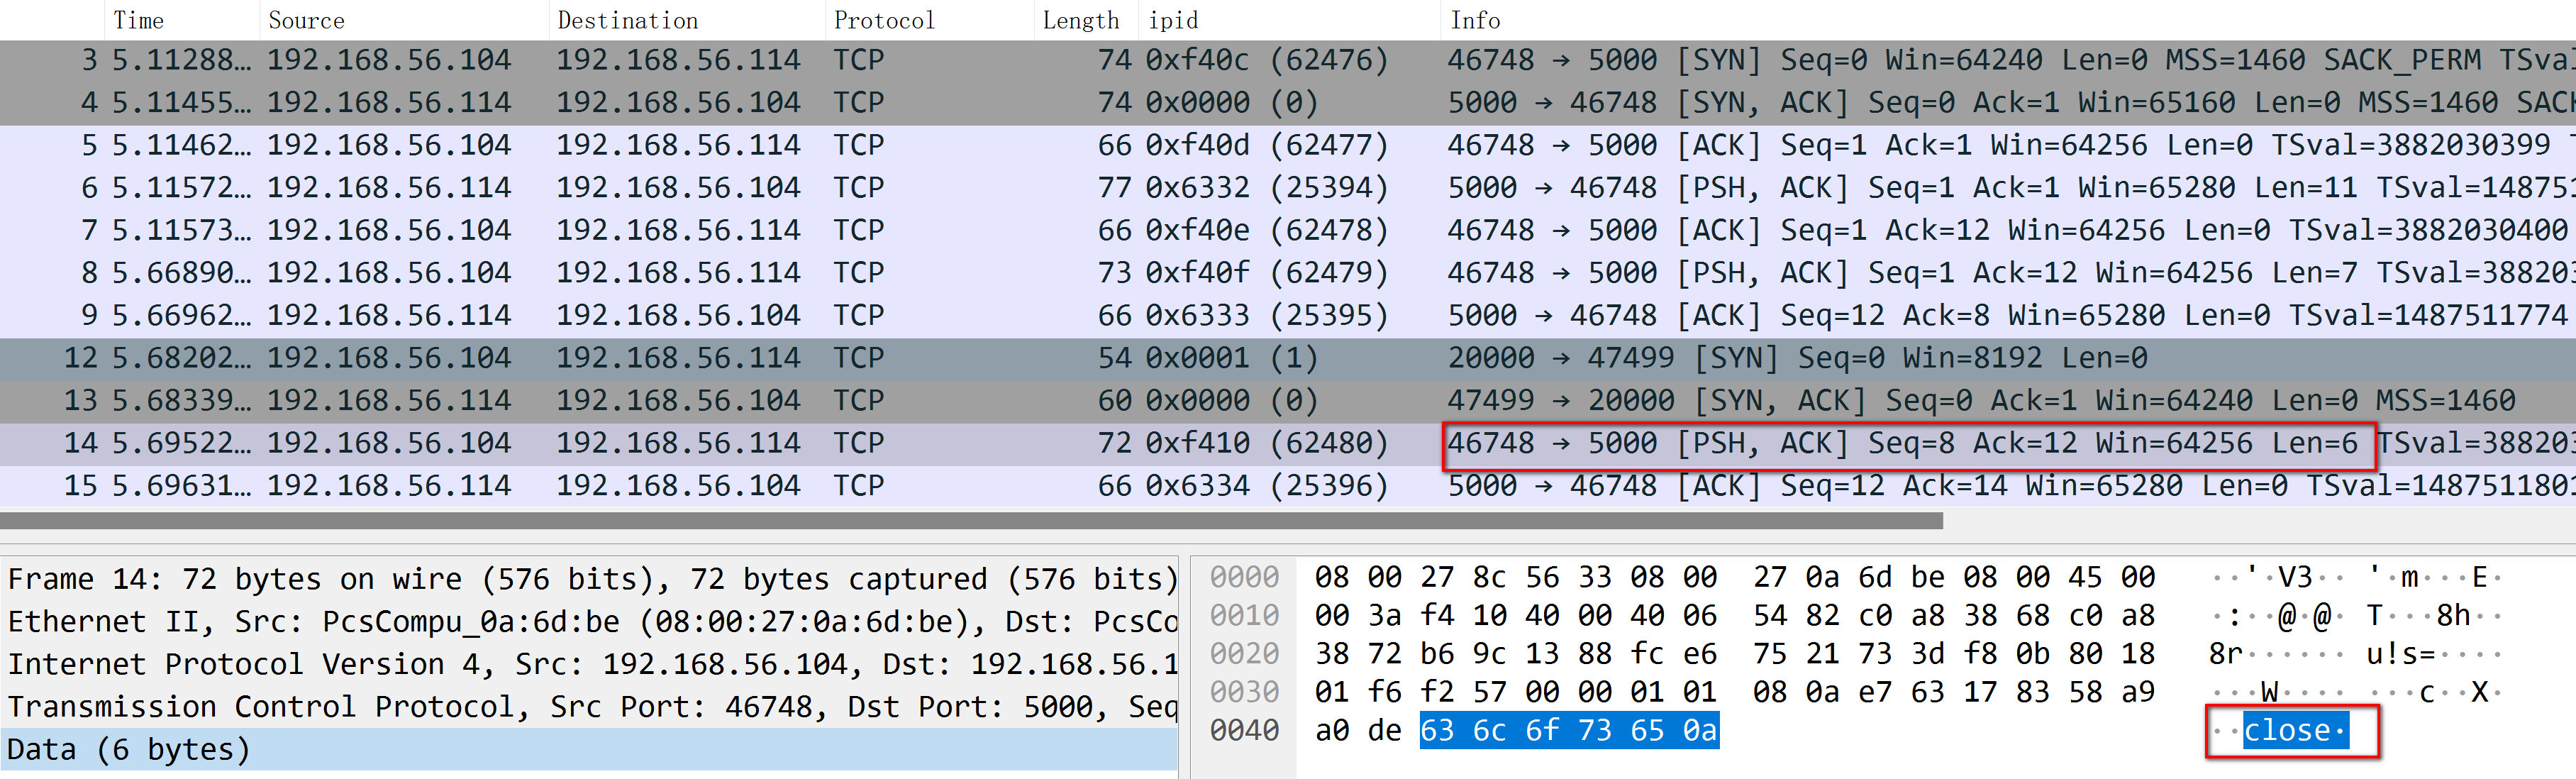 Time Source Destination Protocol Length ipid Info
3 5.11288… 192.168.56.104 192.168.56.114 TCP 74 0xf40c (62476) 46748 → 5000 [SYN] Seq=0 Win=64240 Len=0 MSS=1460 SACK_PERM TSval
4 5.11455… 192.168.56.114 192.168.56.104 TCP 74 0x0000 (0) 5000 → 46748 [SYN, ACK] Seq=0 Ack=1 Win=65160 Len=0 MSS=1460 SACK
5 5.11462… 192.168.56.104 192.168.56.114 TCP 66 0xf40d (62477) 46748 → 5000 [ACK] Seq=1 Ack=1 Win=64256 Len=0 TSval=3882030399 T
6 5.11572… 192.168.56.114 192.168.56.104 TCP 77 0x6332 (25394) 5000 → 46748 [PSH, ACK] Seq=1 Ack=1 Win=65280 Len=11 TSval=148751
7 5.11573… 192.168.56.104 192.168.56.114 TCP 66 0xf40e (62478) 46748 → 5000 [ACK] Seq=1 Ack=12 Win=64256 Len=0 TSval=3882030400
8 5.66890… 192.168.56.104 192.168.56.114 TCP 73 0xf40f (62479) 46748 → 5000 [PSH, ACK] Seq=1 Ack=12 Win=64256 Len=7 TSval=388203
9 5.66962… 192.168.56.114 192.168.56.104 TCP 66 0x6333 (25395) 5000 → 46748 [ACK] Seq=12 Ack=8 Win=65280 Len=0 TSval=1487511774
12 5.68202… 192.168.56.104 192.168.56.114 TCP 54 0x0001 (1) 20000 → 47499 [SYN] Seq=0 Win=8192 Len=0
13 5.68339… 192.168.56.114 192.168.56.104 TCP 60 0x0000 (0) 47499 → 20000 [SYN, ACK] Seq=0 Ack=1 Win=64240 Len=0 MSS=1460
14 5.69522… 192.168.56.104 192.168.56.114 TCP 72 0xf410 (62480) 46748 → 5000 [PSH, ACK] Seq=8 Ack=12 Win=64256 Len=6 TSval=388203
15 5.69631… 192.168.56.114 192.168.56.104 TCP 66 0x6334 (25396) 5000 → 46748 [ACK] Seq=12 Ack=14 Win=65280 Len=0 TSval=1487511801
Frame 14: 72 bytes on wire (576 bits), 72 bytes captured (576 bits)
Ethernet II, Src: PcsCompu_0a:6d:be (08:00:27:0a:6d:be), Dst: PcsCo
Internet Protocol Version 4, Src: 192.168.56.104, Dst: 192.168.56.1
Transmission Control Protocol, Src Port: 46748, Dst Port: 5000, Seq
Data (6 bytes)
0000 08 00 27 8c 56 33 08 00 27 0a 6d be 08 00 45 00 ··'·V3·· '·m···E·
0010 00 3a f4 10 40 00 40 06 54 82 c0 a8 38 68 c0 a8 ·:··@·@· T···8h··
0020 38 72 b6 9c 13 88 fc e6 75 21 73 3d f8 0b 80 18 8r······ u!s=····
0030 01 f6 f2 57 00 00 01 01 08 0a e7 63 17 83 58 a9 ···W···· ···c··X·
0040 a0 de 63 6c 6f 73 65 0a ··close·